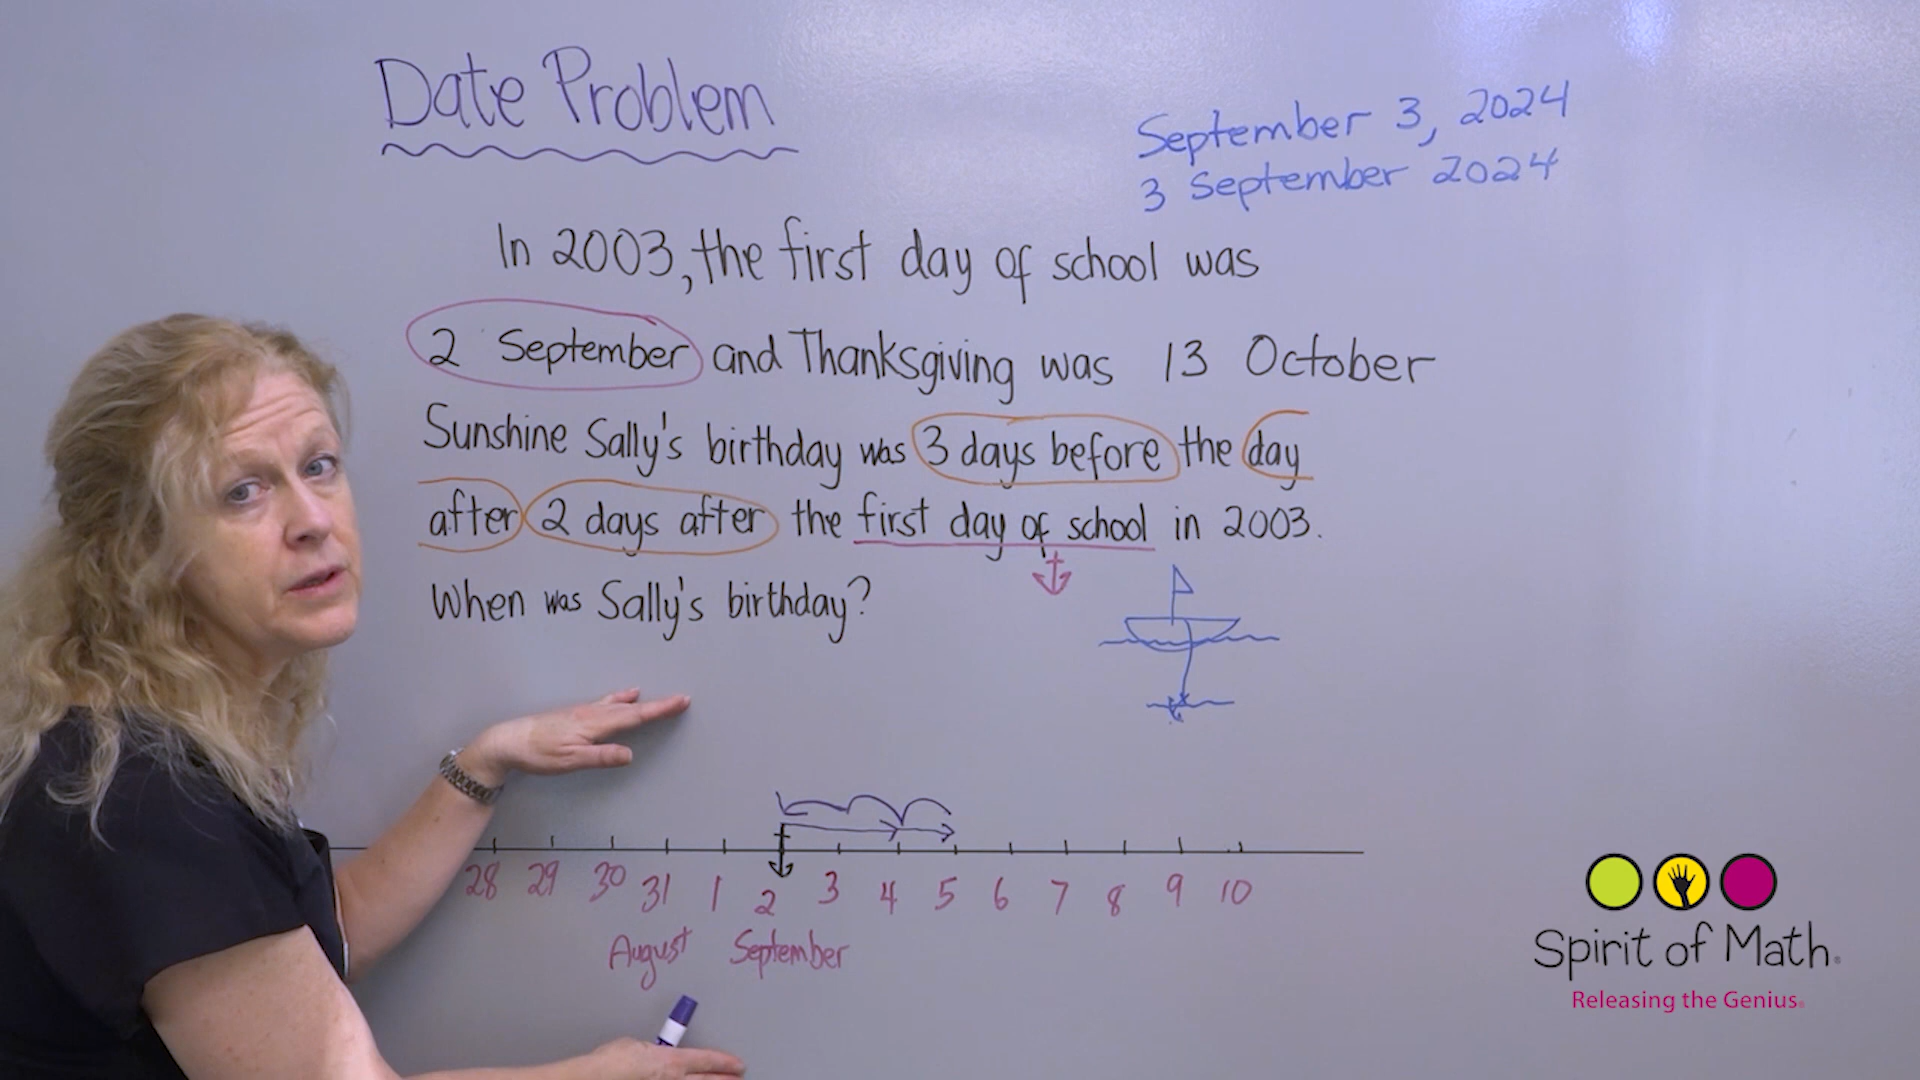 Date Problem
September 3, 2024
3 September 2024
In 2003, the first day of school was
2 September and Thanksgiving was 13 October
Sunshine Sally's birthday was 3 days before the day
after 2 days after the first day of school in 2003.
When was Sally's birthday?
28 29 30 31 1 2 3 4 5 6 7 8 9 10
August September
Spirit of Math®
Releasing the Genius®